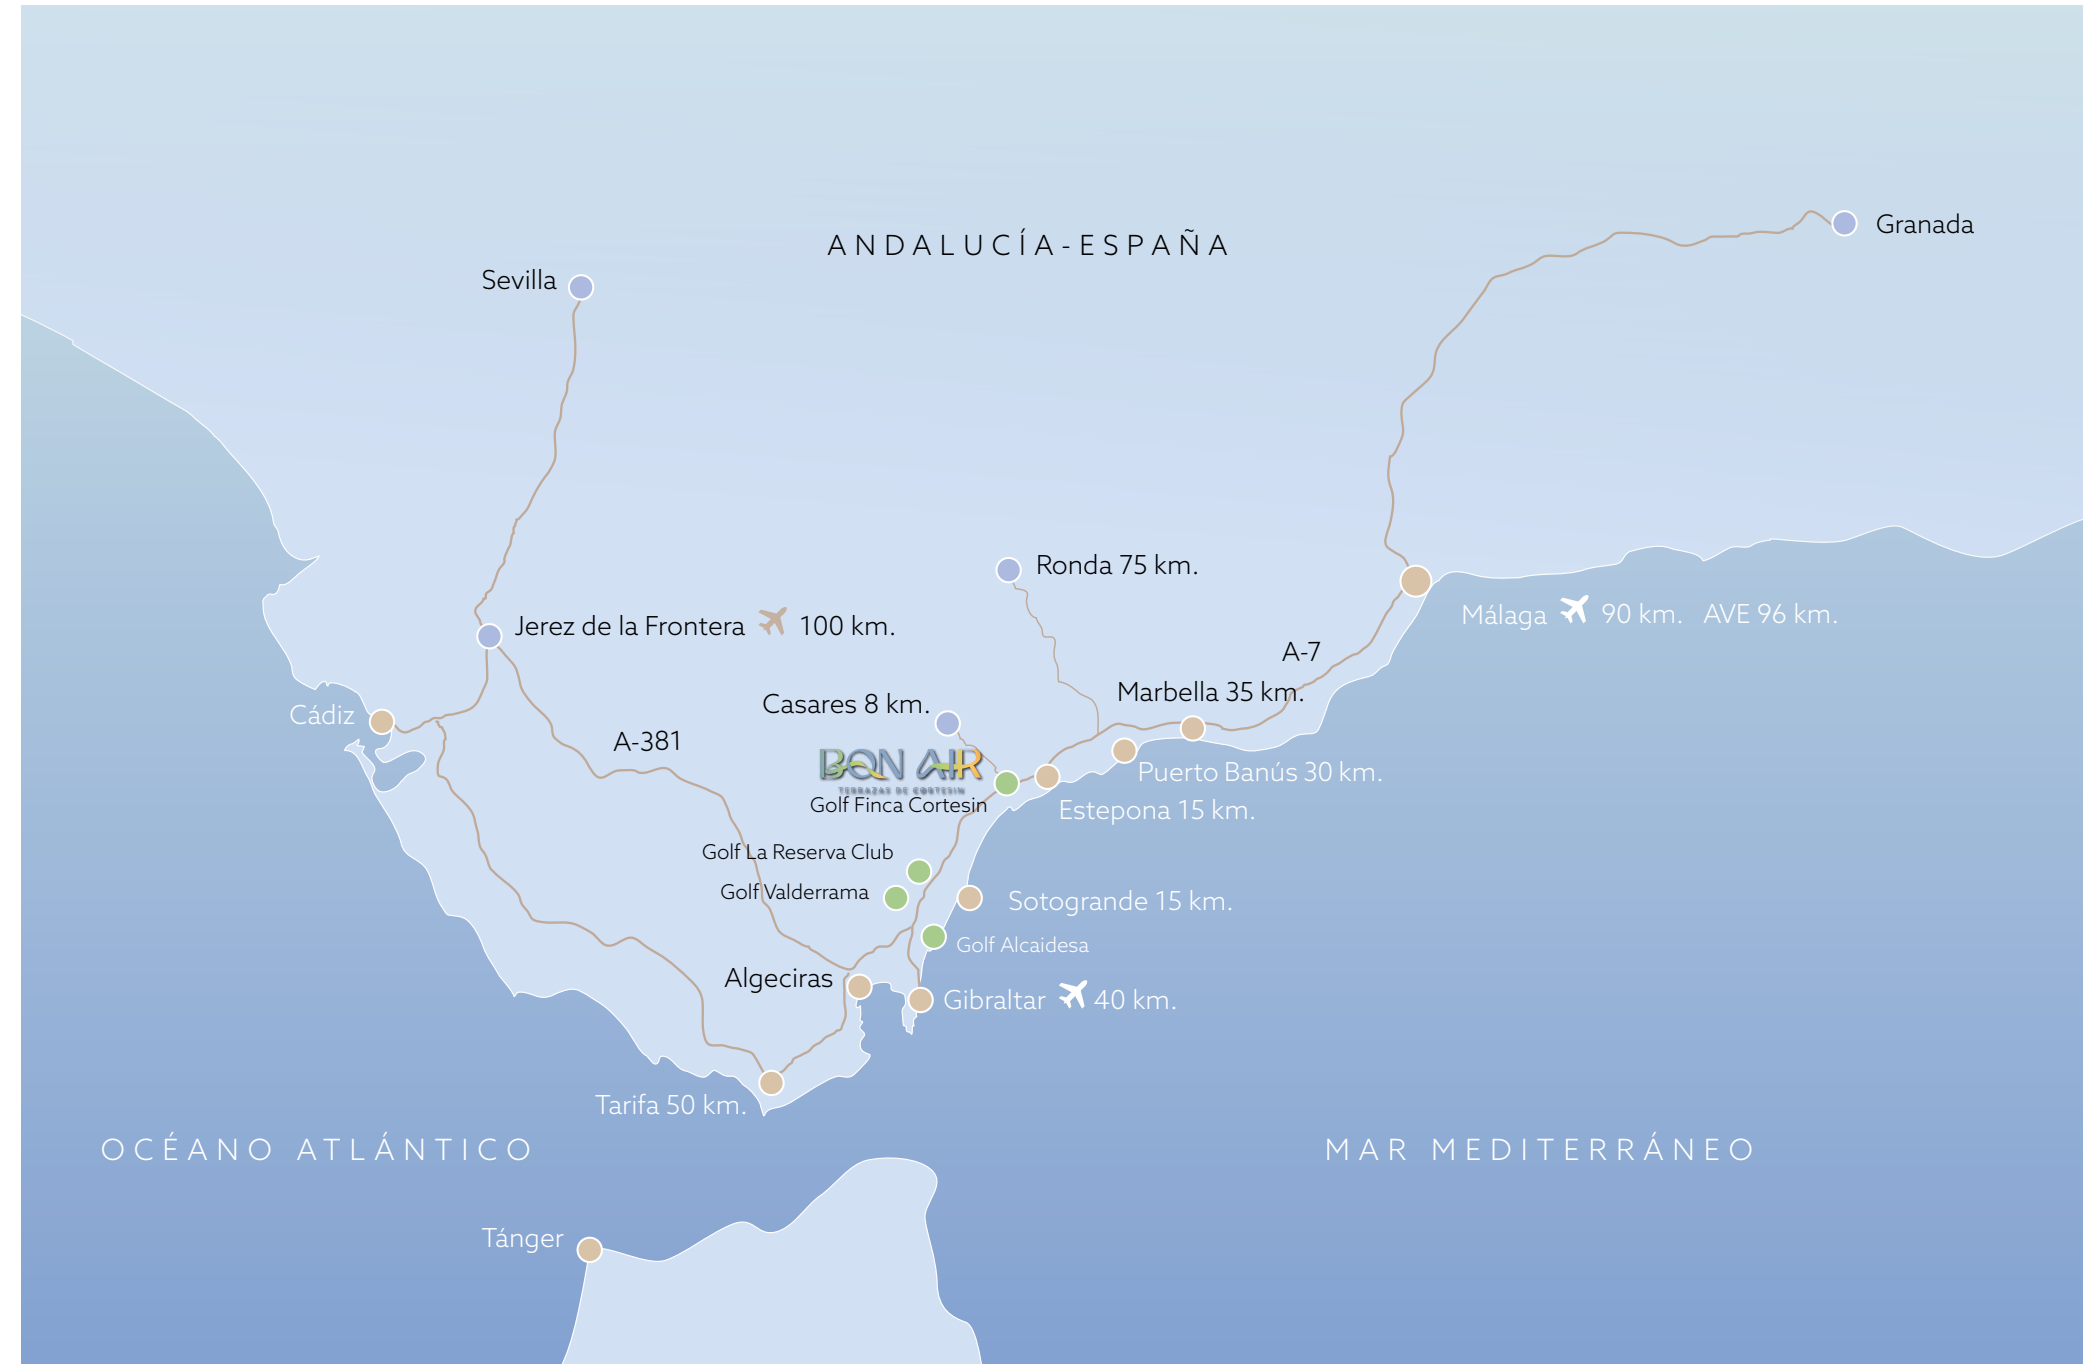 Granada
ANDALUCÍA-ESPAÑA
Sevilla
Ronda 75 km.
Jerez de la Frontera 100 km.
Málaga 90 km. AVE 96 km.
A-7
Marbella 35 km.
Casares 8 km.
Cádiz
A-381
BON AIR
TERRAZAS DE CORTESIN
Puerto Banús 30 km.
Golf Finca Cortesin
Estepona 15 km.
Golf La Reserva Club
Golf Valderrama
Sotogrande 15 km.
Golf Alcaidesa
Algeciras
Gibraltar 40 km.
Tarifa 50 km.
OCÉANO ATLÁNTICO
MAR MEDITERRÁNEO
Tánger